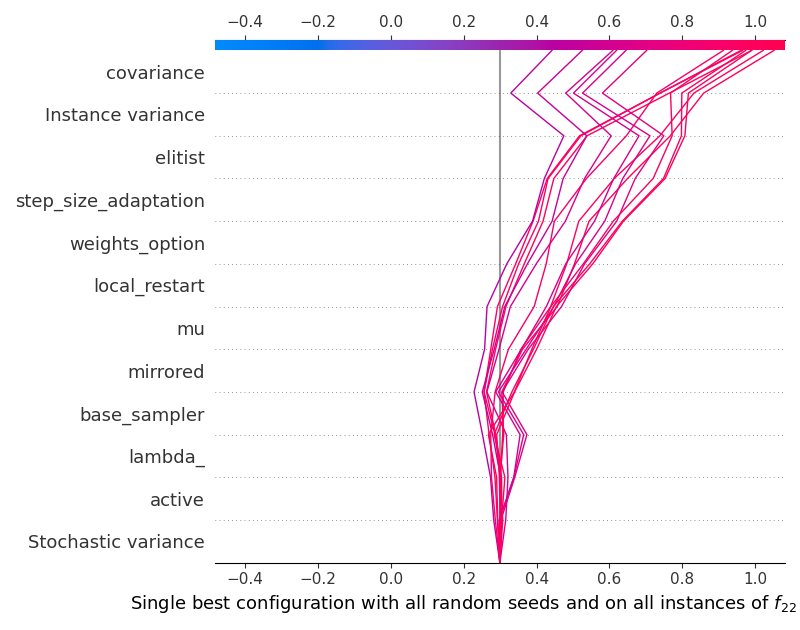 −0.4 −0.2 0.0 0.2 0.4 0.6 0.8 1.0
covariance
Instance variance
elitist
step_size_adaptation
weights_option
local_restart
mu
mirrored
base_sampler
lambda_
active
Stochastic variance
−0.4 −0.2 0.0 0.2 0.4 0.6 0.8 1.0
Single best configuration with all random seeds and on all instances of f₂₂